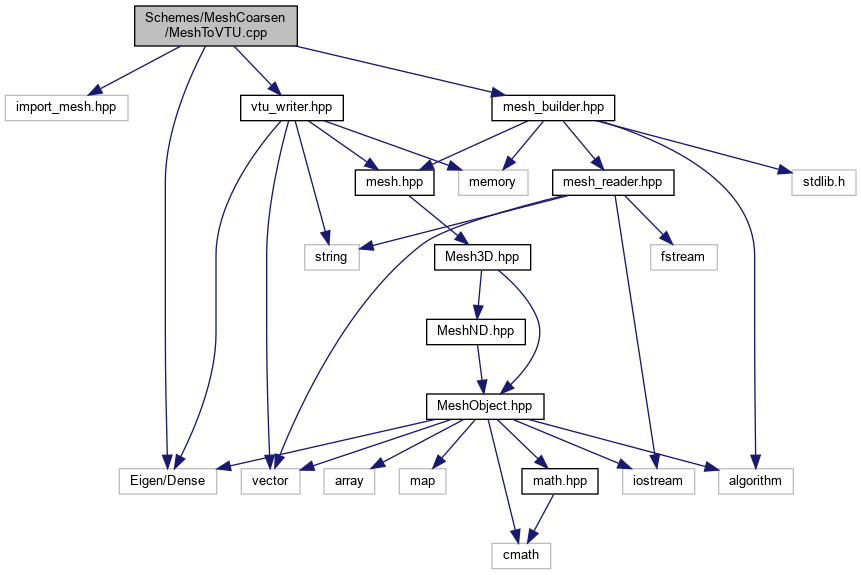 Schemes/MeshCoarsen
/MeshToVTU.cpp
import_mesh.hpp
vtu_writer.hpp
mesh_builder.hpp
mesh.hpp
memory
mesh_reader.hpp
stdlib.h
string
Mesh3D.hpp
fstream
MeshND.hpp
MeshObject.hpp
Eigen/Dense
vector
array
map
math.hpp
iostream
algorithm
cmath